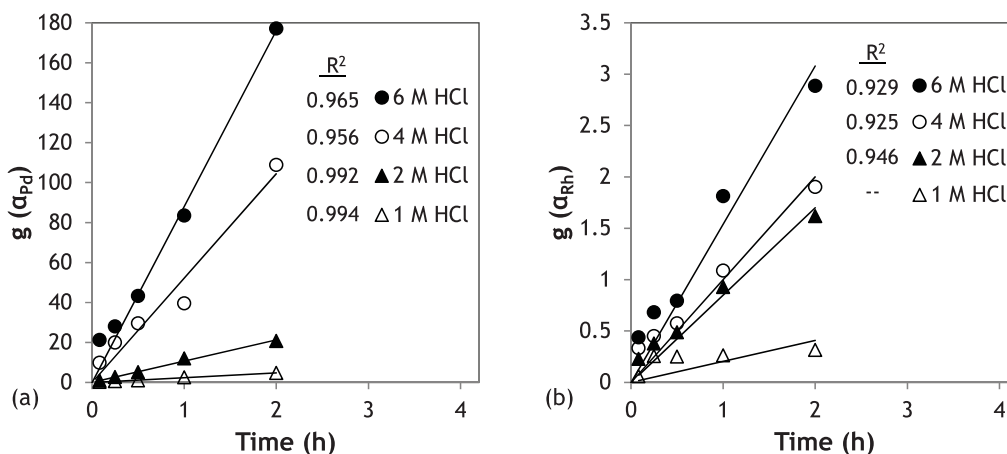 180
160
140
120
100
80
60
40
20
0
g (αPd)
R2
0.965 6 M HCl
0.956 4 M HCl
0.992 2 M HCl
0.994 1 M HCl
0 1 2 3 4
(a)
Time (h)
3.5
3
2.5
2
1.5
1
0.5
0
g (αRh)
R2
0.929 6 M HCl
0.925 4 M HCl
0.946 2 M HCl
-- 1 M HCl
0 1 2 3 4
(b)
Time (h)